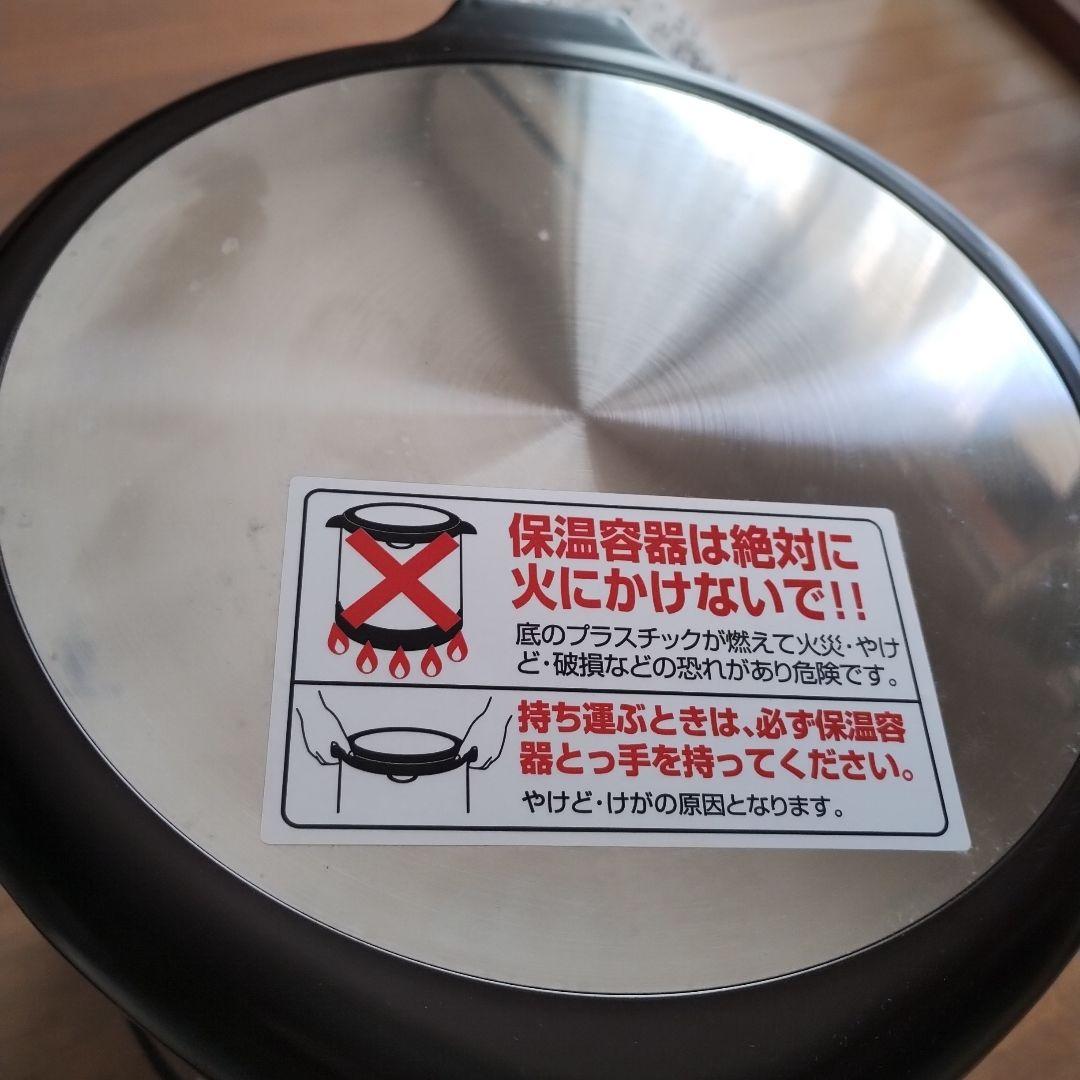 保温容器は絶対に
火にかけないで!!
底のプラスチックが燃えて火災・やけ
ど・破損などの恐れがあり危険です。
持ち運ぶときは、必ず保温容
器とっ手を持ってください。
やけど・けがの原因となります。